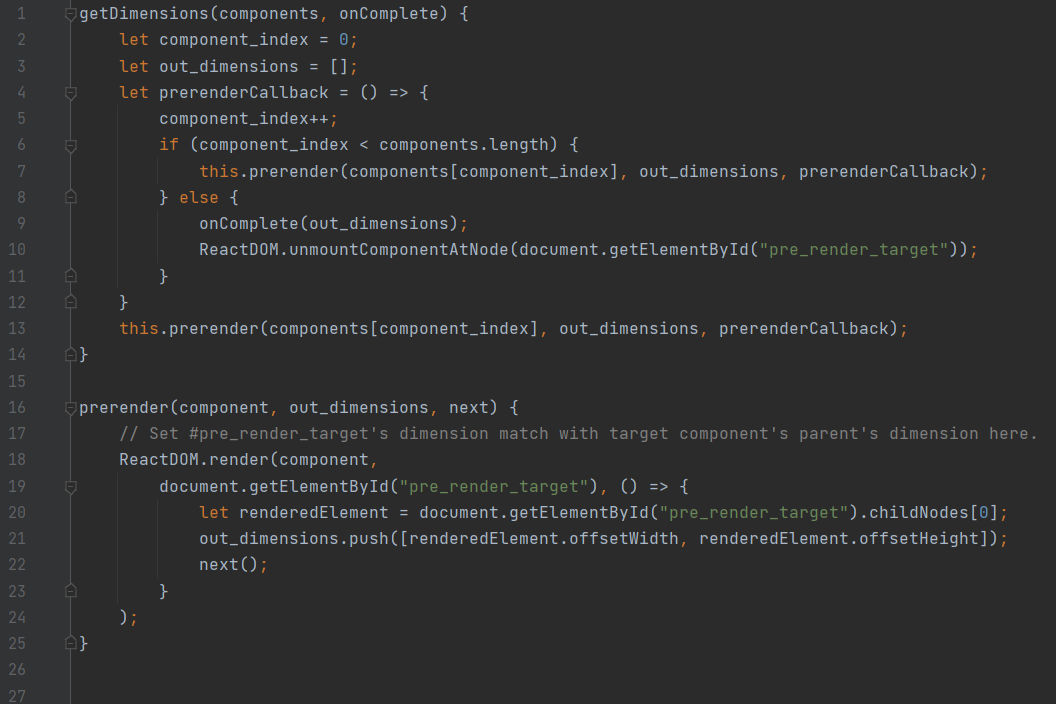 1 getDimensions(components, onComplete) {
2     let component_index = 0;
3     let out_dimensions = [];
4     let prerenderCallback = () => {
5         component_index++;
6         if (component_index < components.length) {
7             this.prerender(components[component_index], out_dimensions, prerenderCallback);
8         } else {
9             onComplete(out_dimensions);
10             ReactDOM.unmountComponentAtNode(document.getElementById("pre_render_target"));
11         }
12     }
13     this.prerender(components[component_index], out_dimensions, prerenderCallback);
14 }
15
16 prerender(component, out_dimensions, next) {
17     // Set #pre_render_target's dimension match with target component's parent's dimension here.
18     ReactDOM.render(component,
19         document.getElementById("pre_render_target"), () => {
20             let renderedElement = document.getElementById("pre_render_target").childNodes[0];
21             out_dimensions.push([renderedElement.offsetWidth, renderedElement.offsetHeight]);
22             next();
23         }
24     );
25 }
26
27